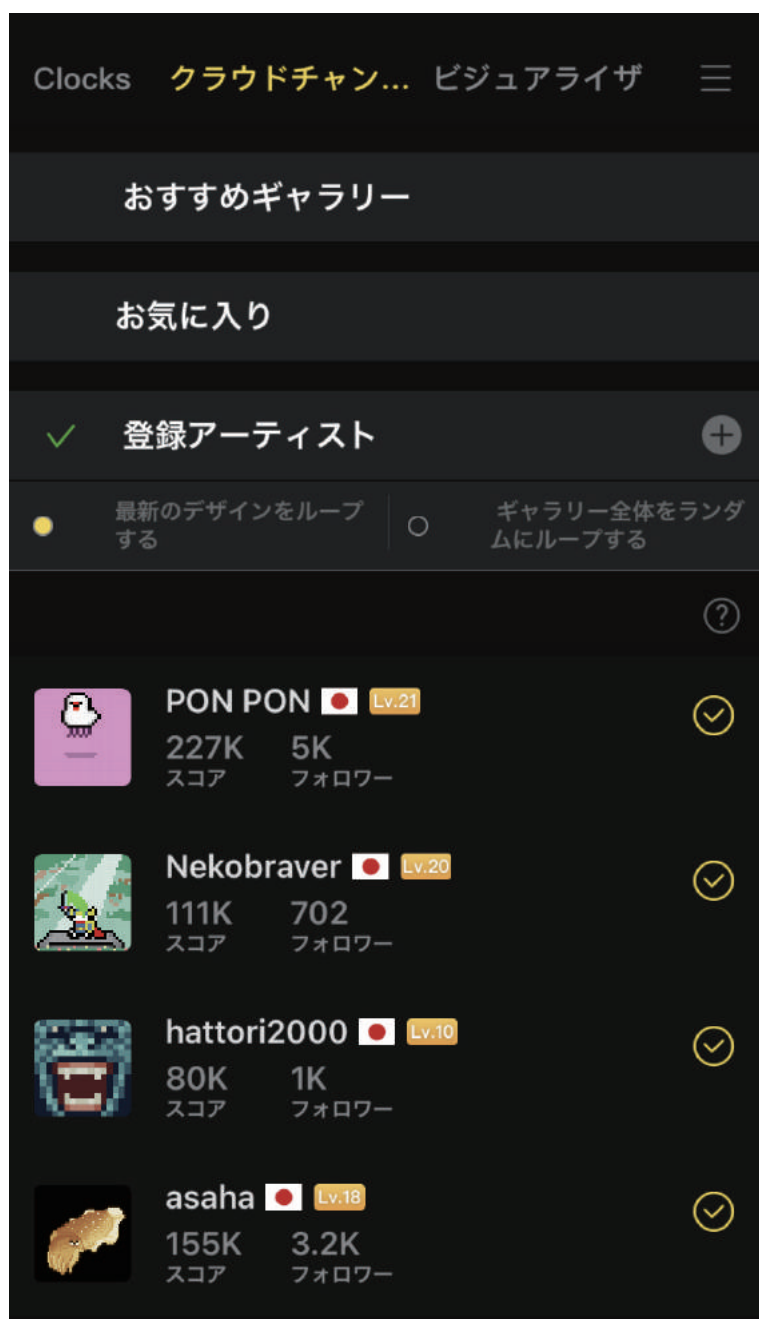 Clocks クラウドチャン... ビジュアライザ
おすすめギャラリー
お気に入り
登録アーティスト
最新のデザインをループ
する
ギャラリー全体をランダ
ムにループする
PON PON Lv.21
227K 5K
スコア フォロワー
Nekobraver Lv.20
111K 702
スコア フォロワー
hattori2000 Lv.10
80K 1K
スコア フォロワー
asaha Lv.18
155K 3.2K
スコア フォロワー